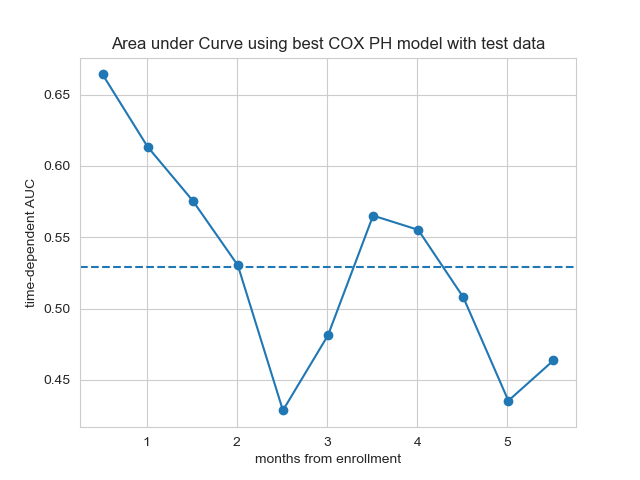 Area under Curve using best COX PH model with test data
time-dependent AUC
0.65
0.60
0.55
0.50
0.45
1 2 3 4 5
months from enrollment